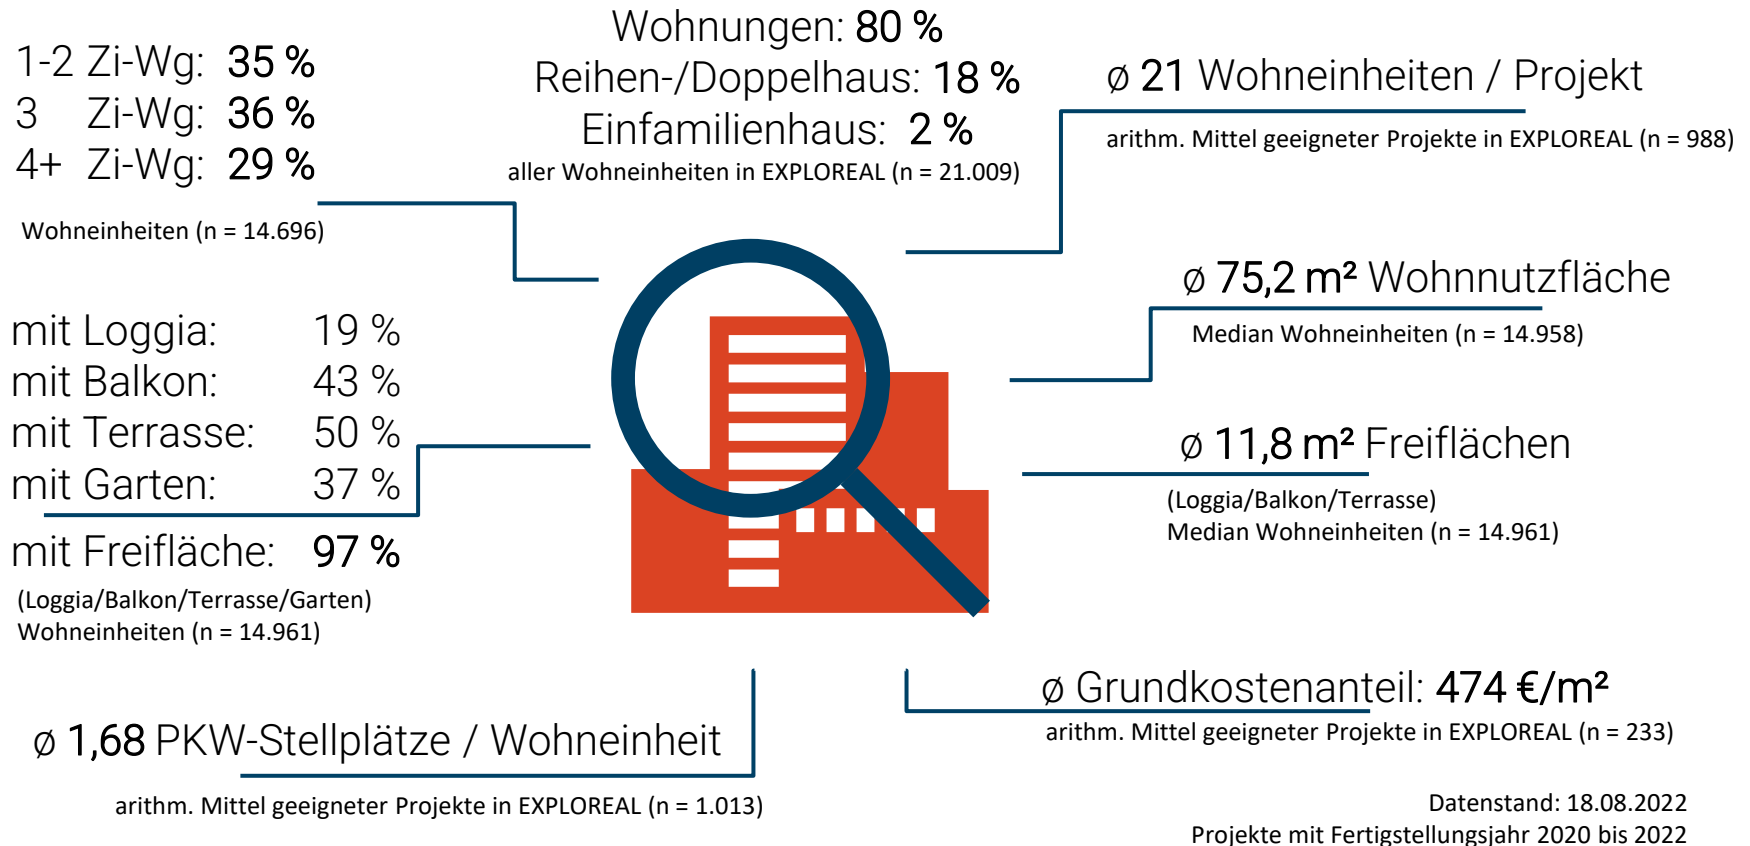 1-2 Zi-Wg: 35 %
3 Zi-Wg: 36 %
4+ Zi-Wg: 29 %
Wohneinheiten (n = 14.696)
Wohnungen: 80 %
Reihen-/Doppelhaus: 18 %
Einfamilienhaus: 2 %
aller Wohneinheiten in EXPLOREAL (n = 21.009)
ø 21 Wohneinheiten / Projekt
arithm. Mittel geeigneter Projekte in EXPLOREAL (n = 988)
ø 75,2 m² Wohnnutzfläche
Median Wohneinheiten (n = 14.958)
mit Loggia: 19 %
mit Balkon: 43 %
mit Terrasse: 50 %
mit Garten: 37 %
mit Freifläche: 97 %
(Loggia/Balkon/Terrasse/Garten)
Wohneinheiten (n = 14.961)
ø 11,8 m² Freiflächen
(Loggia/Balkon/Terrasse)
Median Wohneinheiten (n = 14.961)
ø 1,68 PKW-Stellplätze / Wohneinheit
arithm. Mittel geeigneter Projekte in EXPLOREAL (n = 1.013)
ø Grundkostenanteil: 474 €/m²
arithm. Mittel geeigneter Projekte in EXPLOREAL (n = 233)
Datenstand: 18.08.2022
Projekte mit Fertigstellungsjahr 2020 bis 2022